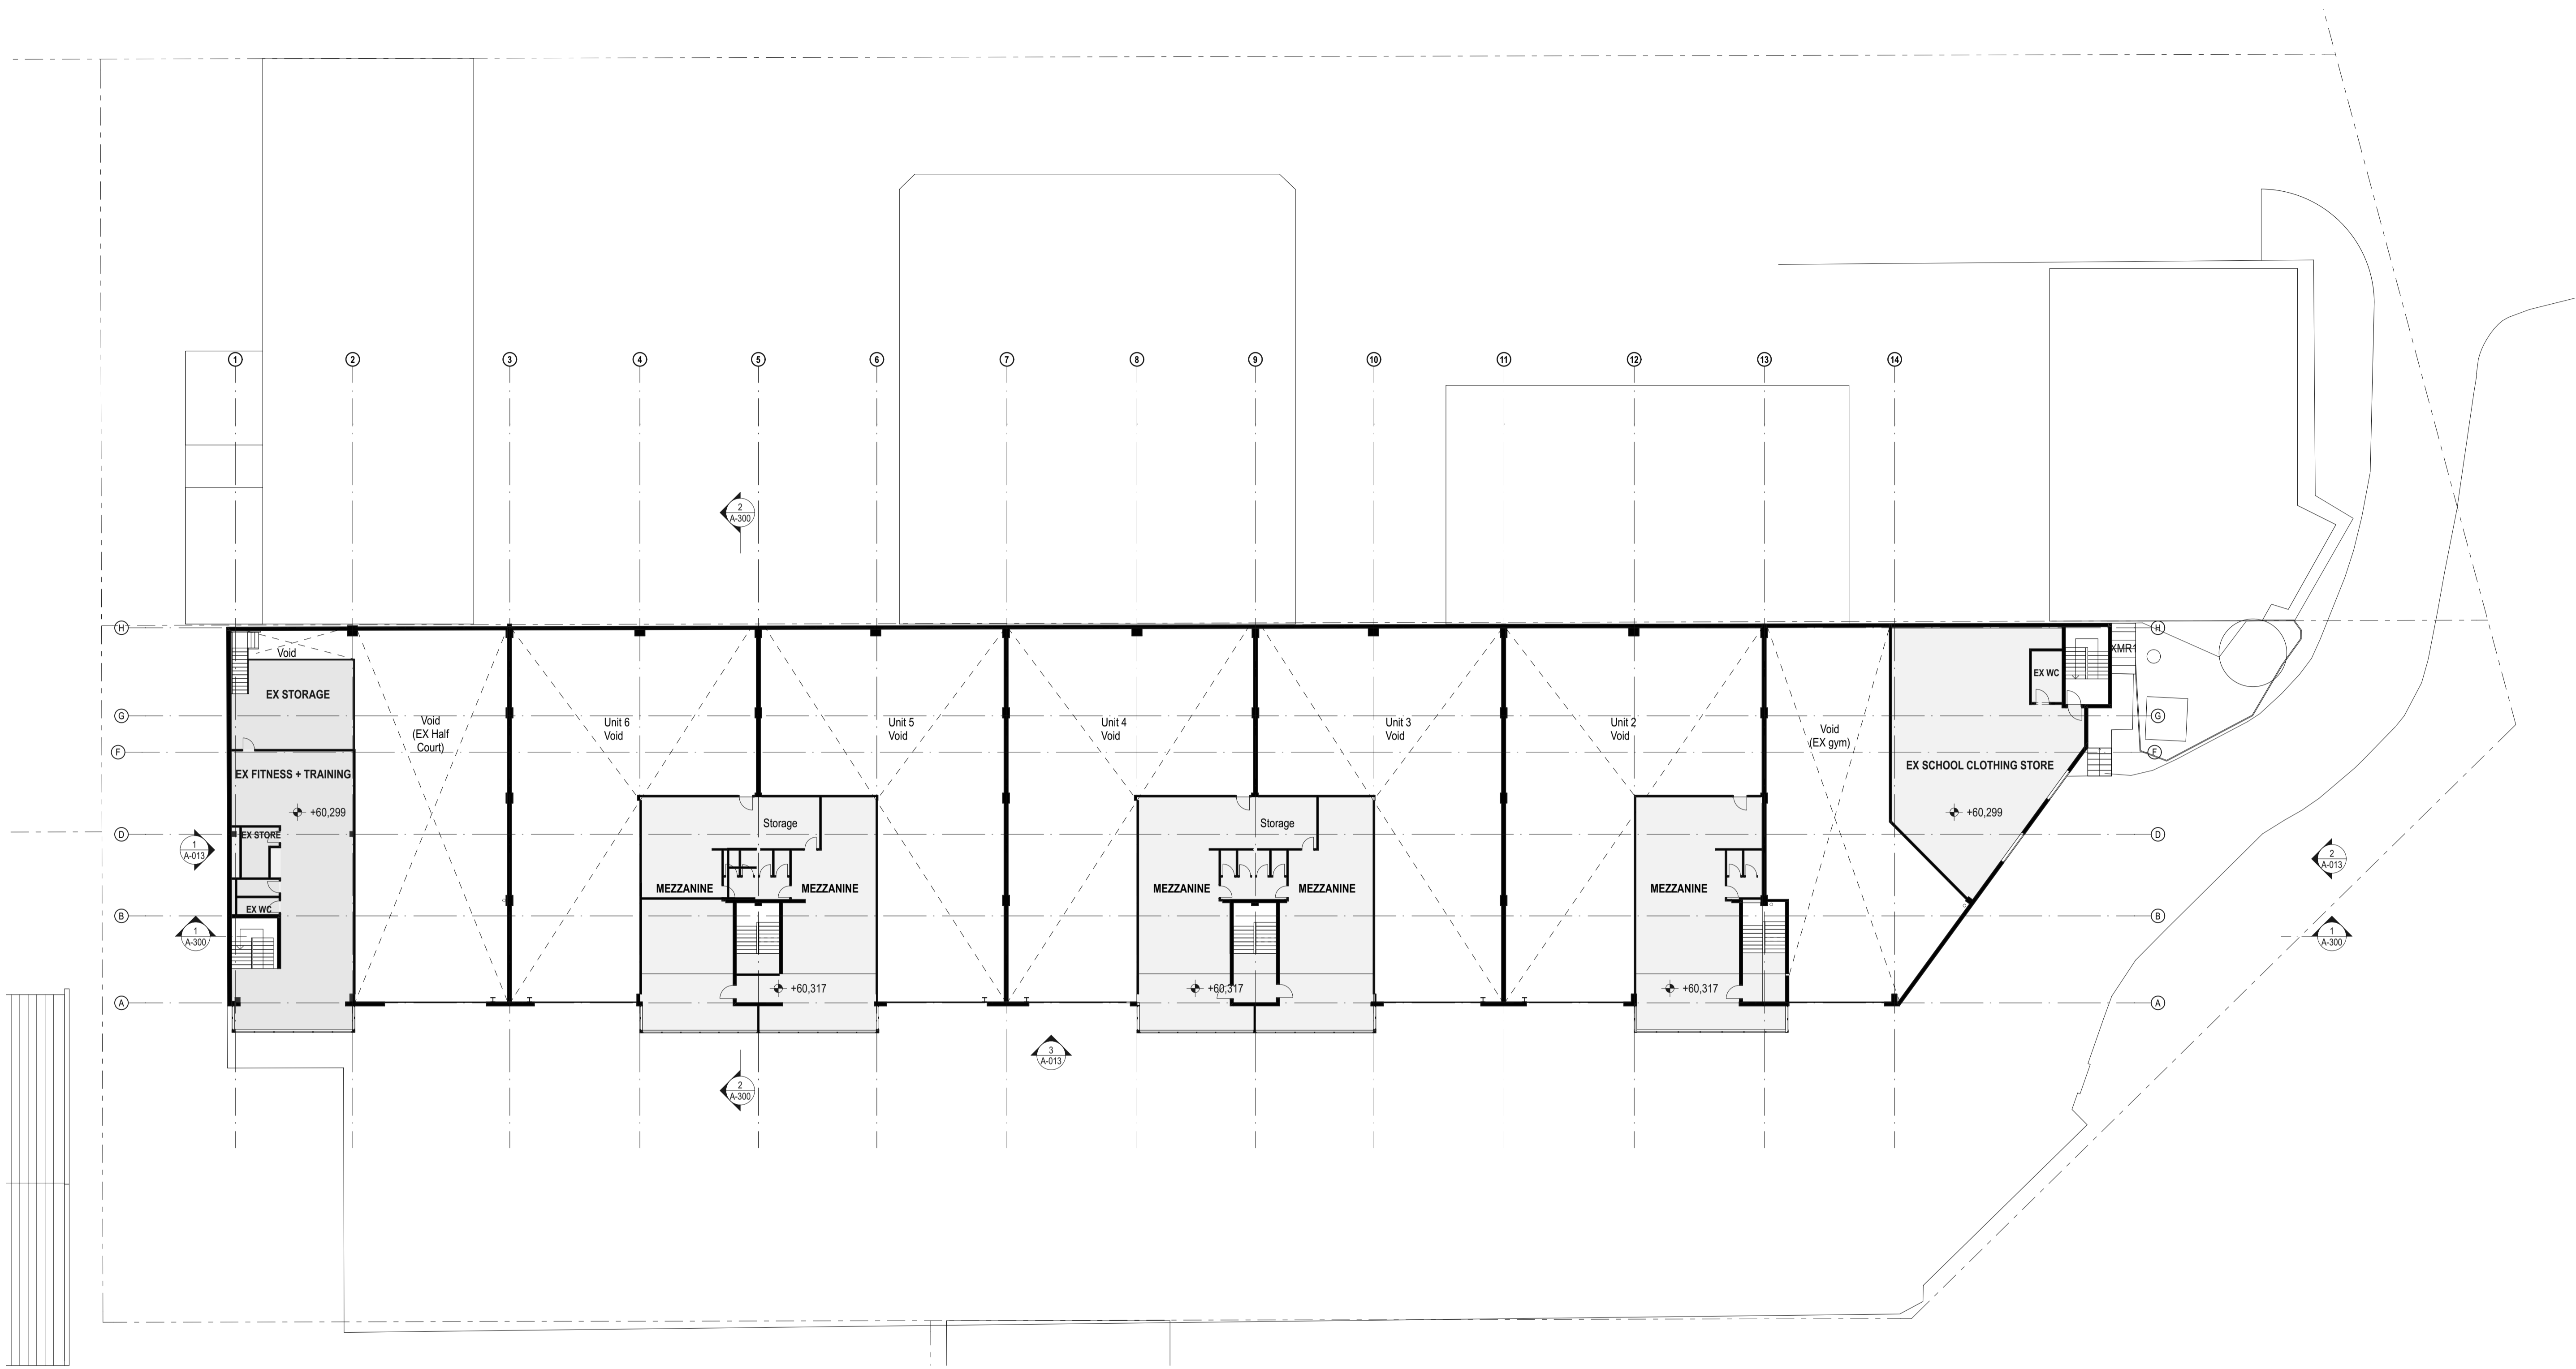 1 2 3 4 5 6 7 8 9 10 11 12 13 14
2
A-300
H
H
Void
XMR1
EX WC
EX STORAGE
G
G
Void
(EX Half
Court)
Unit 6
Void
Unit 5
Void
Unit 4
Void
Unit 3
Void
Unit 2
Void
Void
(EX gym)
F
F
EX FITNESS + TRAINING
EX SCHOOL CLOTHING STORE
+60,299
+60,299
Storage
Storage
D
EX STORE
D
1
A-013
2
A-013
MEZZANINE
MEZZANINE
MEZZANINE
MEZZANINE
MEZZANINE
EX WC
B
B
1
A-300
1
A-300
+60,317
+60,317
+60,317
A
A
3
A-013
2
A-300